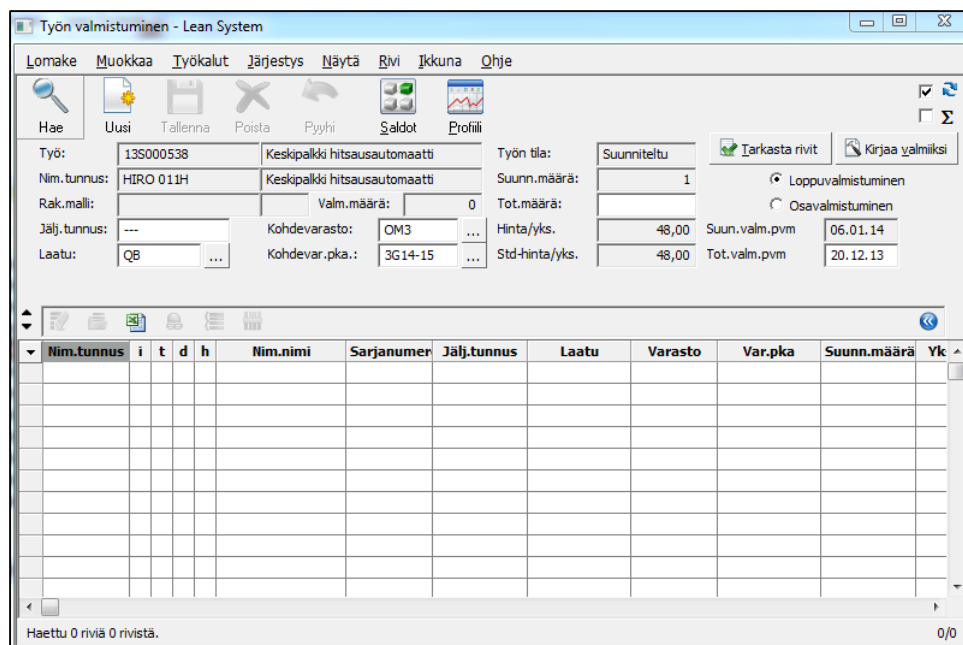 Työn valmistuminen - Lean System
Lomake Muokkaa Työkalut Järjestys Näytä Rivi Ikkuna Ohje
Hae Uusi Tallenna Poista Pyyhi Saldot Profiili
Σ
Työ: 13S000538 Keskipalkki hitsausautomaatti Työn tila: Suunniteltu Tarkasta rivit Kirjaa valmiiksi
Nim.tunnus: HIRO 011H Keskipalkki hitsausautomaatti Suunn.määrä: 1 Loppuvalmistuminen
Rak.malli: Valm.määrä: 0 Tot.määrä: Osavalmistuminen
Jälj.tunnus: --- Kohdevarasto: OM3 ... Hinta/yks. 48,00 Suun.valm.pvm 06.01.14
Laatu: QB ... Kohdevar.pka.: 3G14-15 ... Std-hinta/yks. 48,00 Tot.valm.pvm 20.12.13
Nim.tunnus i t d h Nim.nimi Sarjanumer Jälj.tunnus Laatu Varasto Var.pka Suunn.määrä Yk
Haettu 0 riviä 0 rivistä. 0/0